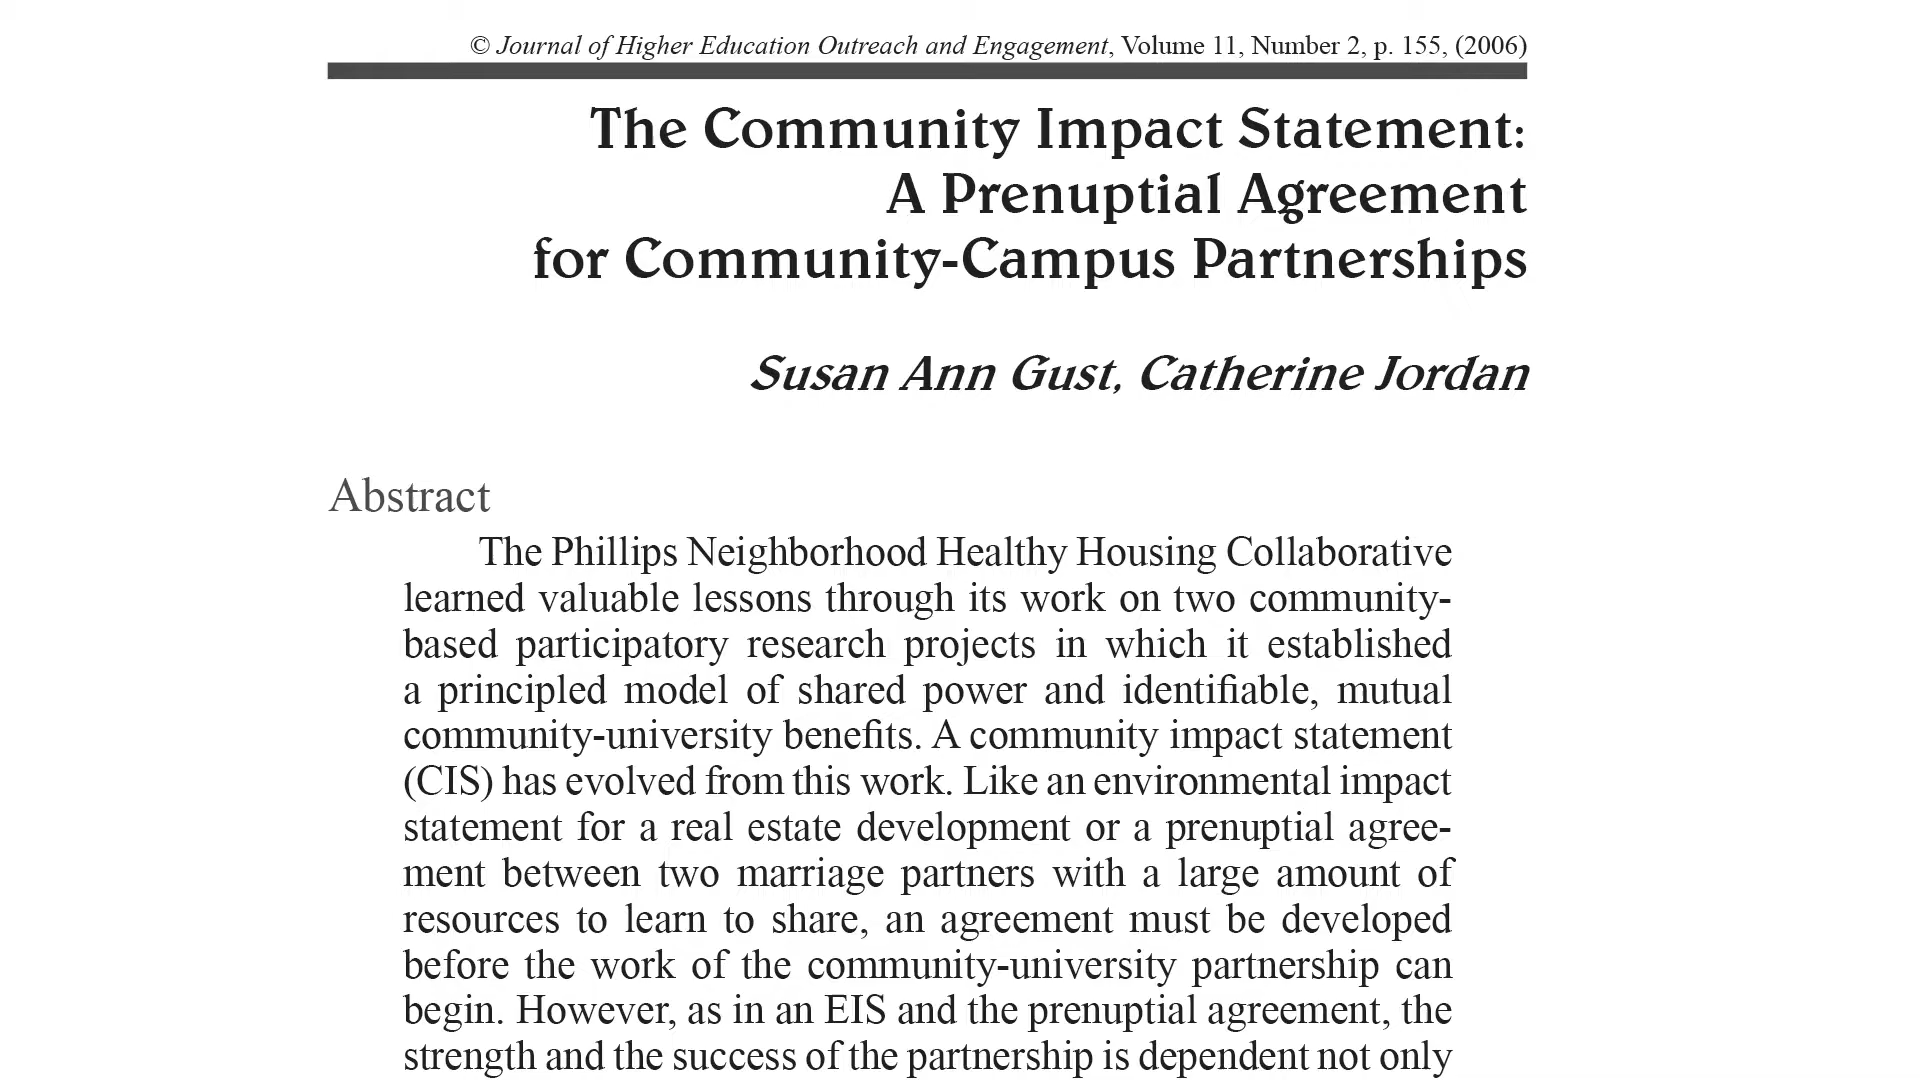 © Journal of Higher Education Outreach and Engagement, Volume 11, Number 2, p. 155, (2006)
The Community Impact Statement:
A Prenuptial Agreement
for Community-Campus Partnerships
Susan Ann Gust, Catherine Jordan
Abstract
The Phillips Neighborhood Healthy Housing Collaborative
learned valuable lessons through its work on two community-
based participatory research projects in which it established
a principled model of shared power and identifiable, mutual
community-university benefits. A community impact statement
(CIS) has evolved from this work. Like an environmental impact
statement for a real estate development or a prenuptial agree-
ment between two marriage partners with a large amount of
resources to learn to share, an agreement must be developed
before the work of the community-university partnership can
begin. However, as in an EIS and the prenuptial agreement, the
strength and the success of the partnership is dependent not only